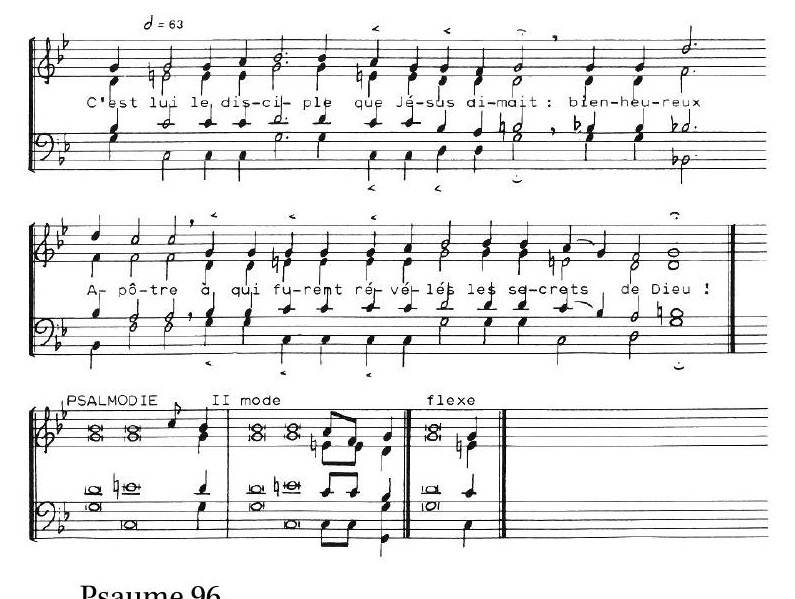 = 63
C'est lui le dis-ci-ple que Jé-sus ai-mait : bien-heu-reux
A-pô-tre à qui fu-rent ré-vé-lés les se-crets de Dieu !
PSALMODIE II mode flexe
Psaume 96